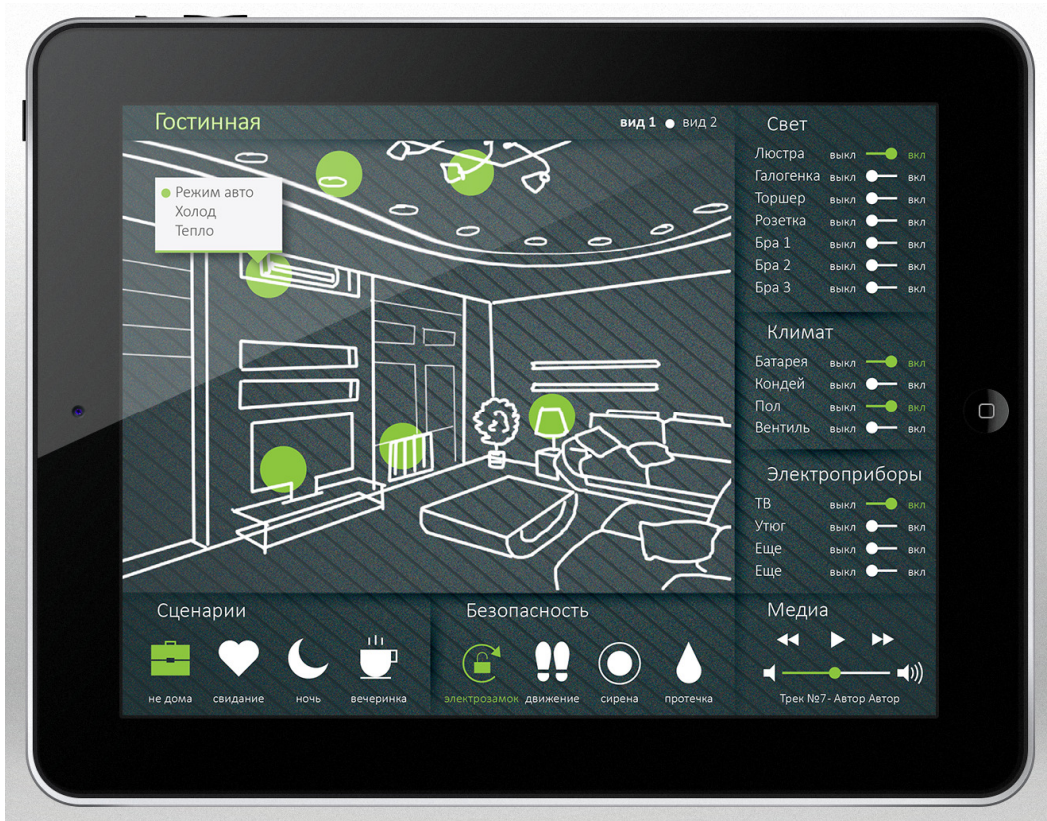 Гостинная
вид 1 вид 2
Режим авто
Холод
Тепло
Свет
Люстра выкл вкл
Галогенка выкл вкл
Торшер выкл вкл
Розетка выкл вкл
Бра 1 выкл вкл
Бра 2 выкл вкл
Бра 3 выкл вкл
Климат
Батарея выкл вкл
Кондей выкл вкл
Пол выкл вкл
Вентиль выкл вкл
Электроприборы
ТВ выкл вкл
Утюг выкл вкл
Еще выкл вкл
Еще выкл вкл
Сценарии
не дома свидание ночь вечеринка
Безопасность
электрозамок движение сирена протечка
Медиа
Трек №7- Автор Автор